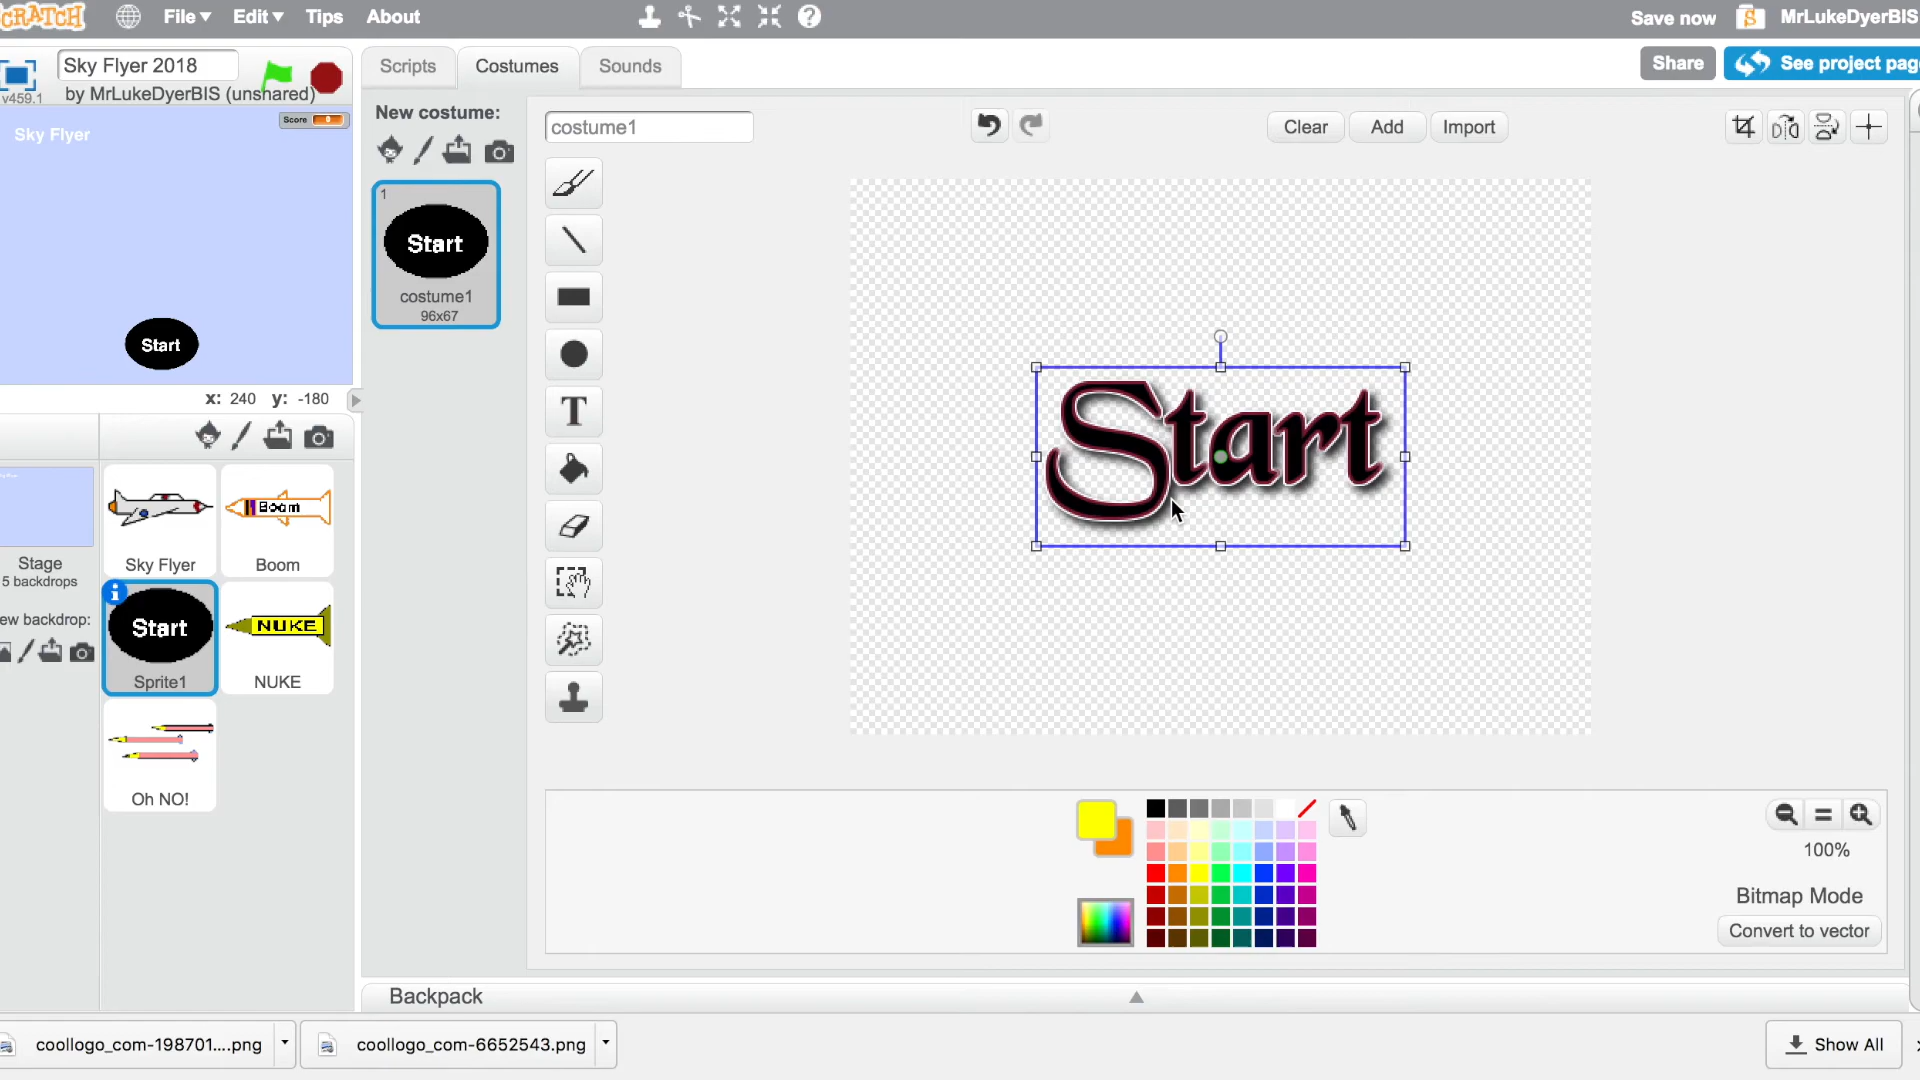 SCRATCH
File▾ Edit▾ Tips About
Save now
MrLukeDyerBIS
Sky Flyer 2018
by MrLukeDyerBIS (unshared)
v459.1
Scripts
Costumes
Sounds
Share
See project pag
Sky Flyer
Score 0
Start
x: 240 y: -180
New costume:
1
Start
costume1
96x67
costume1
Clear
Add
Import
T
Start
Boom
Sky Flyer
Boom
Stage
5 backdrops
ew backdrop:
Start
Sprite1
NUKE
NUKE
Oh NO!
100%
Bitmap Mode
Convert to vector
Backpack
coollogo_com-198701....png
coollogo_com-6652543.png
Show All